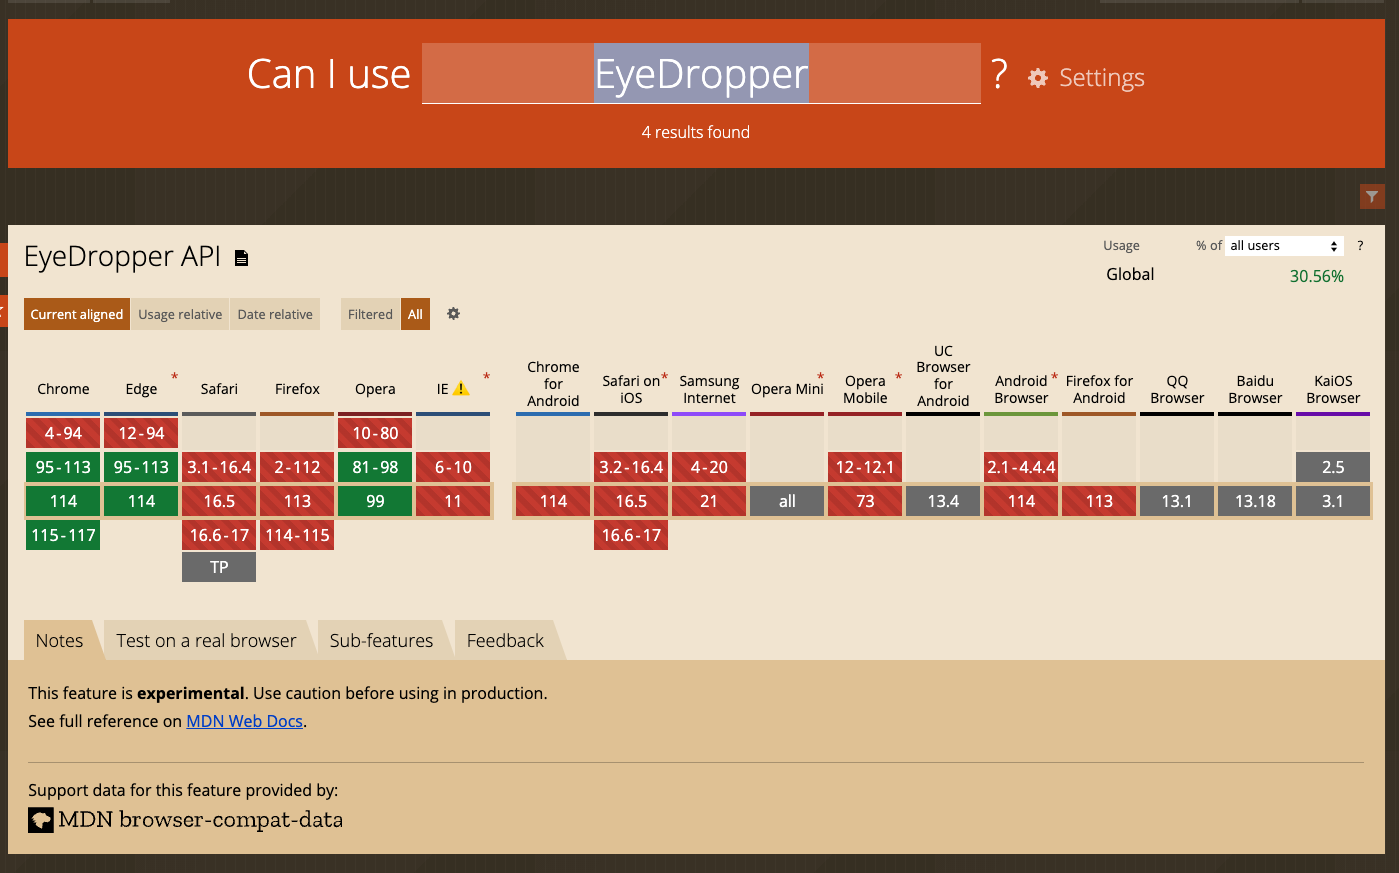 Can I use EyeDropper ? Settings
4 results found
EyeDropper API
Usage % of all users ?
Global 30.56%
Current aligned Usage relative Date relative Filtered All
Chrome Edge * Safari Firefox Opera IE * Chrome for Android Safari on iOS * Samsung Internet Opera Mini * Opera Mobile * UC Browser for Android Android Browser * Firefox for Android QQ Browser Baidu Browser KaiOS Browser
4-94 12-94 10-80
95-113 95-113 3.1-16.4 2-112 81-98 6-10 3.2-16.4 4-20 12-12.1 2.1-4.4.4 2.5
114 114 16.5 113 99 11 114 16.5 21 all 73 13.4 114 113 13.1 13.18 3.1
115-117 16.6-17 114-115 16.6-17
TP
Notes Test on a real browser Sub-features Feedback
This feature is experimental. Use caution before using in production.
See full reference on MDN Web Docs.
Support data for this feature provided by:
MDN browser-compat-data